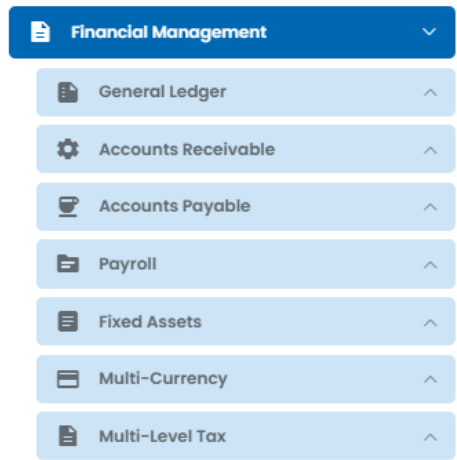 Financial Management
General Ledger
Accounts Receivable
Accounts Payable
Payroll
Fixed Assets
Multi-Currency
Multi-Level Tax